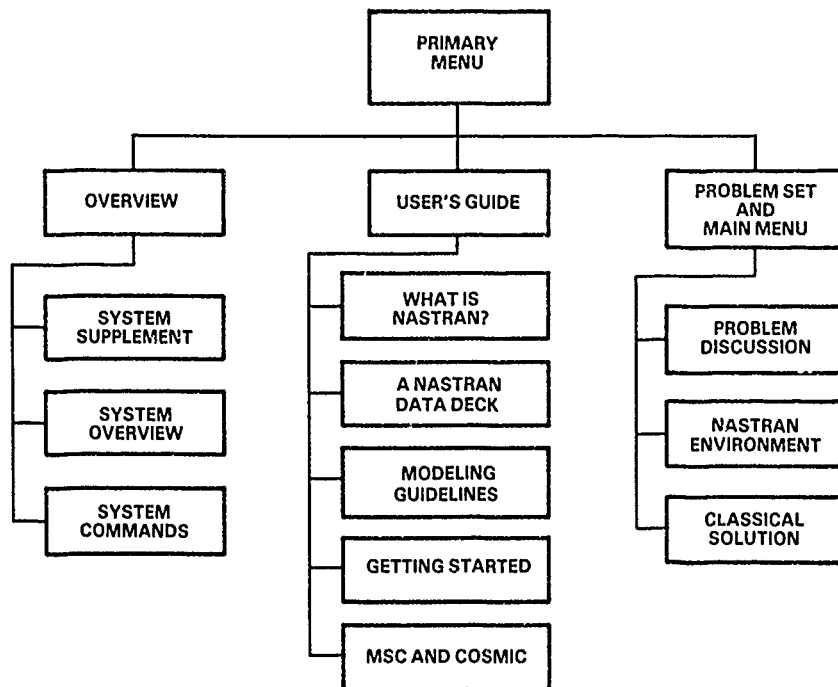 PRIMARY
MENU
OVERVIEW
SYSTEM
SUPPLEMENT
SYSTEM
OVERVIEW
SYSTEM
COMMANDS
USER'S GUIDE
WHAT IS
NASTRAN?
A NASTRAN
DATA DECK
MODELING
GUIDELINES
GETTING STARTED
MSC AND COSMIC
PROBLEM SET
AND
MAIN MENU
PROBLEM
DISCUSSION
NASTRAN
ENVIRONMENT
CLASSICAL
SOLUTION